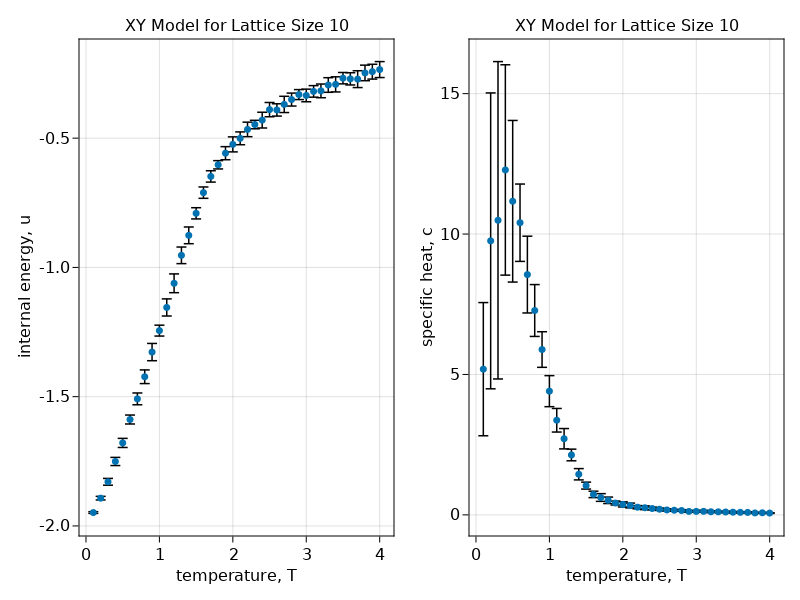 XY Model for Lattice Size 10
internal energy, u
-0.5
-1.0
-1.5
-2.0
0 1 2 3 4
temperature, T
XY Model for Lattice Size 10
specific heat, c
15
10
5
0
0 1 2 3 4
temperature, T